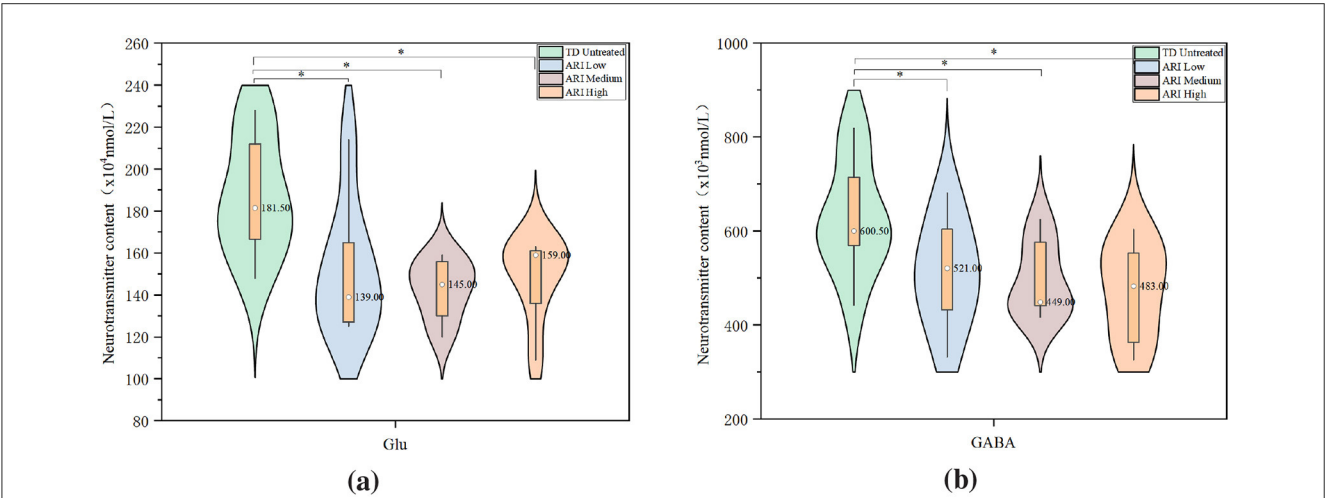 260
240
220
200
180
160
140
120
100
80
Neurotransmitter content（x10⁴nmol/L）
*
*
*
TD Untreated
ARI Low
ARI Medium
ARI High
181.50
139.00
145.00
159.00
Glu
(a)
1000
800
600
400
200
Neurotransmitter content（x10³nmol/L）
*
*
*
TD Untreated
ARI Low
ARI Medium
ARI High
600.50
521.00
449.00
483.00
GABA
(b)